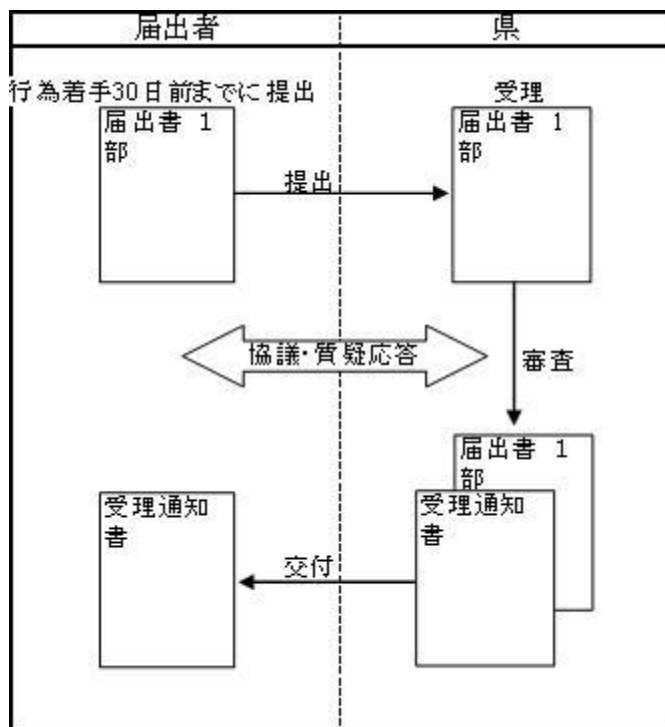 届出者
県
行為着手30日前までに提出
受理
届出書 1
部
届出書 1
部
提出
協議・質疑応答
審査
届出書 1
部
受理通知
書
受理通知
書
交付